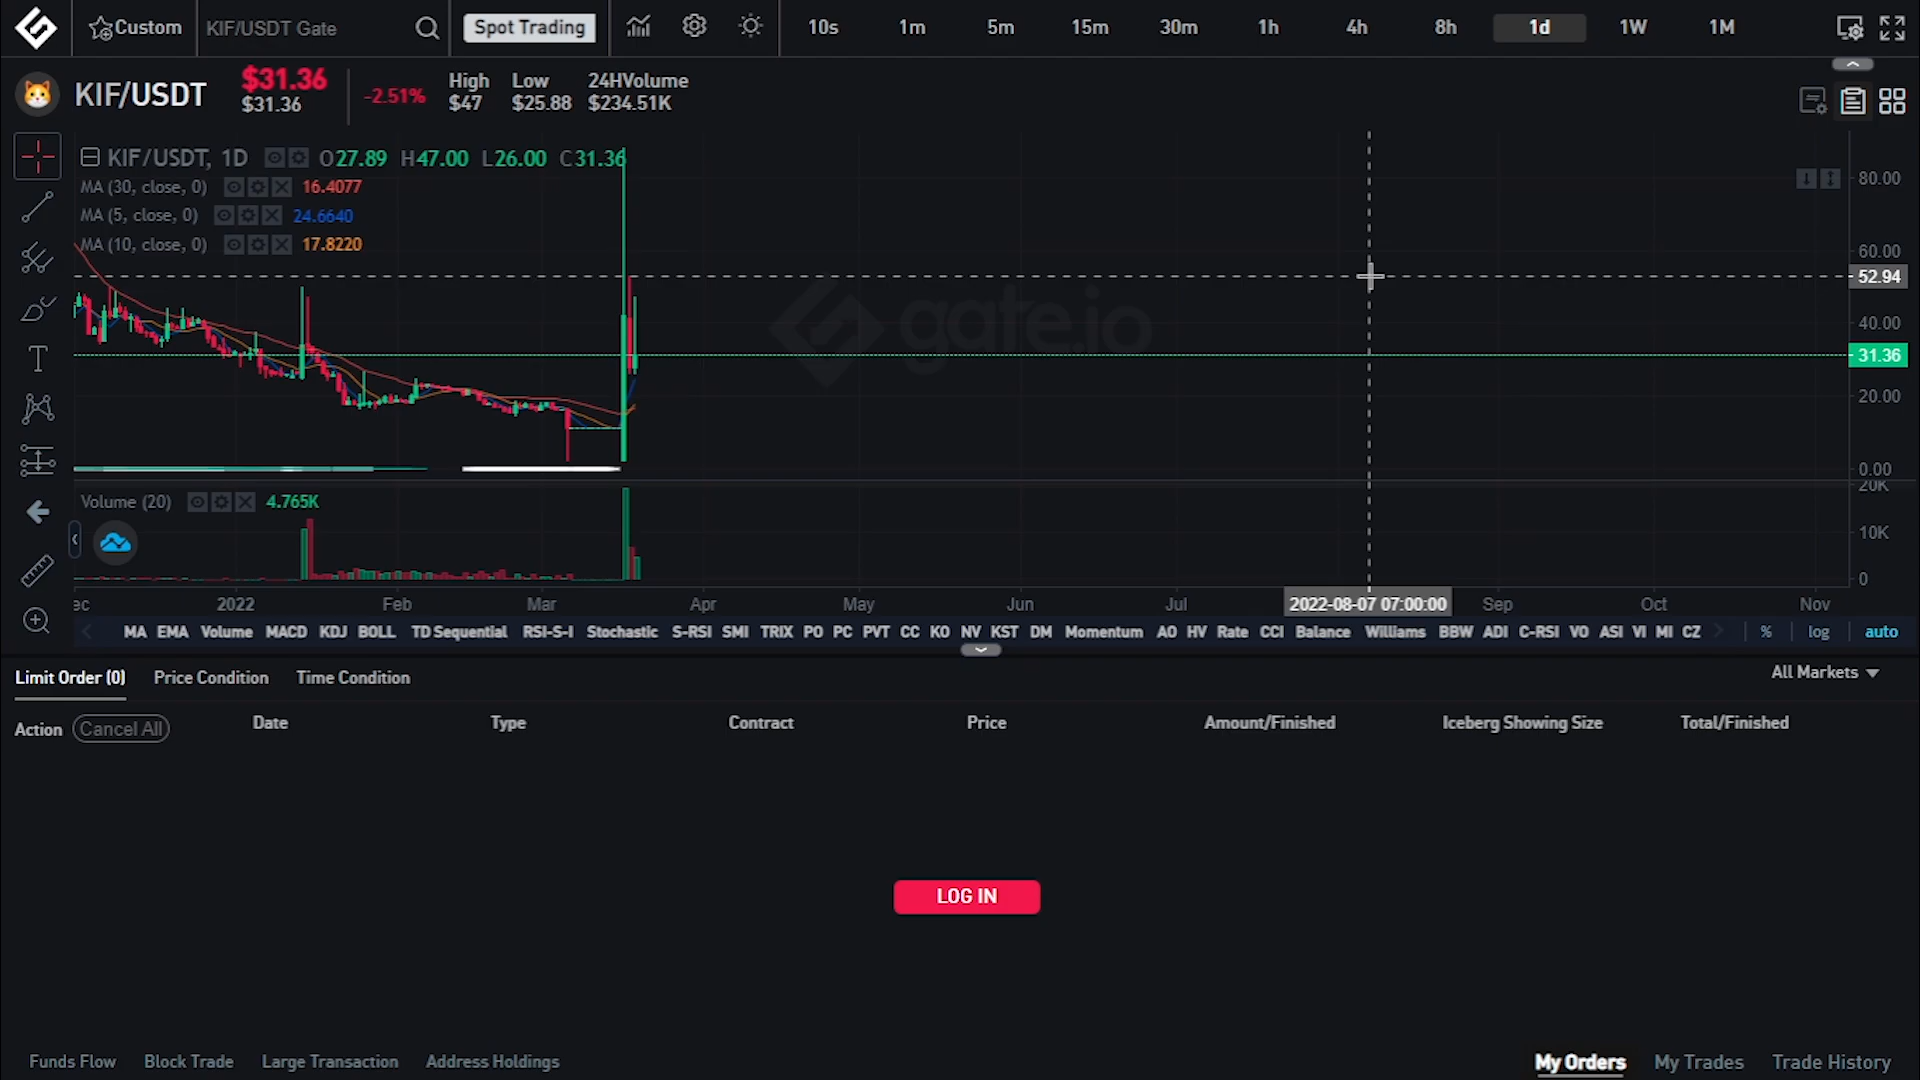 Custom KIF/USDT Gate Spot Trading 10s 1m 5m 15m 30m 1h 4h 8h 1d 1W 1M
KIF/USDT $31.36 $31.36 -2.51% High $47 Low $25.88 24HVolume $234.51K
KIF/USDT, 1D O27.89 H47.00 L26.00 C31.36
MA (30, close, 0) 16.4077
MA (5, close, 0) 24.6640
MA (10, close, 0) 17.8220
gate.io
80.00
60.00
52.94
40.00
31.36
20.00
0.00
20K
Volume (20) 4.765K
10K
0
ec 2022 Feb Mar Apr May Jun Jul 2022-08-07 07:00:00 Sep Oct Nov
MA EMA Volume MACD KDJ BOLL TD Sequential RSI-S-I Stochastic S-RSI SMI TRIX PO PC PVT CC KO NV KST DM Momentum AO HV Rate CCI Balance Williams BBW ADI C-RSI VO ASI VI MI CZ % log auto
Limit Order (0) Price Condition Time Condition All Markets
Action Cancel All Date Type Contract Price Amount/Finished Iceberg Showing Size Total/Finished
LOG IN
Funds Flow Block Trade Large Transaction Address Holdings My Orders My Trades Trade History